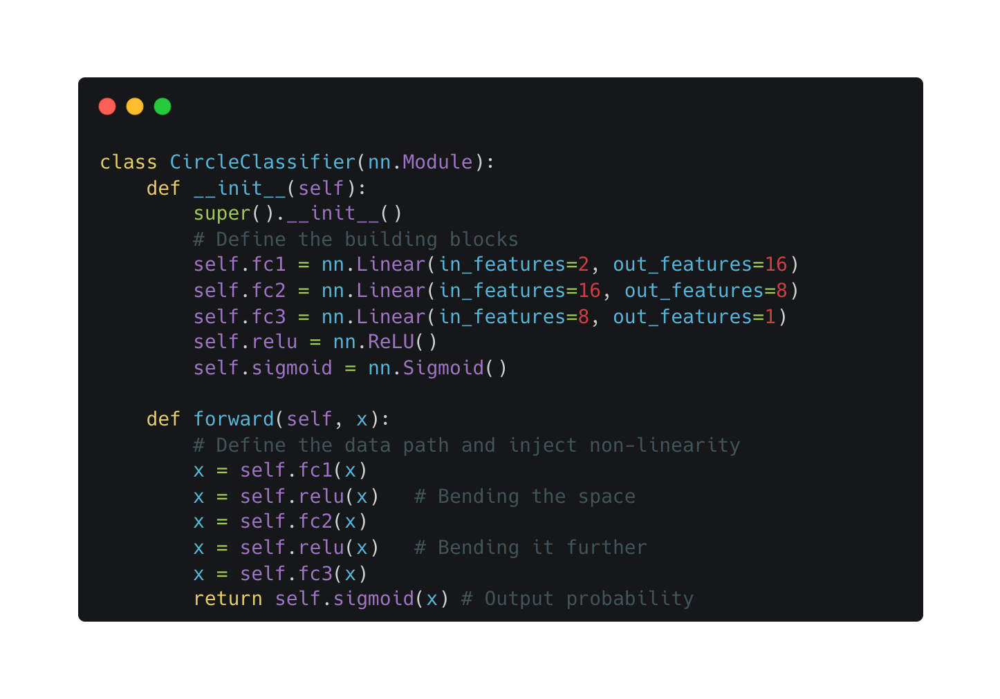 class CircleClassifier(nn.Module):
    def __init__(self):
        super().__init__()
        # Define the building blocks
        self.fc1 = nn.Linear(in_features=2, out_features=16)
        self.fc2 = nn.Linear(in_features=16, out_features=8)
        self.fc3 = nn.Linear(in_features=8, out_features=1)
        self.relu = nn.ReLU()
        self.sigmoid = nn.Sigmoid()

    def forward(self, x):
        # Define the data path and inject non-linearity
        x = self.fc1(x)
        x = self.relu(x)   # Bending the space
        x = self.fc2(x)
        x = self.relu(x)   # Bending it further
        x = self.fc3(x)
        return self.sigmoid(x) # Output probability